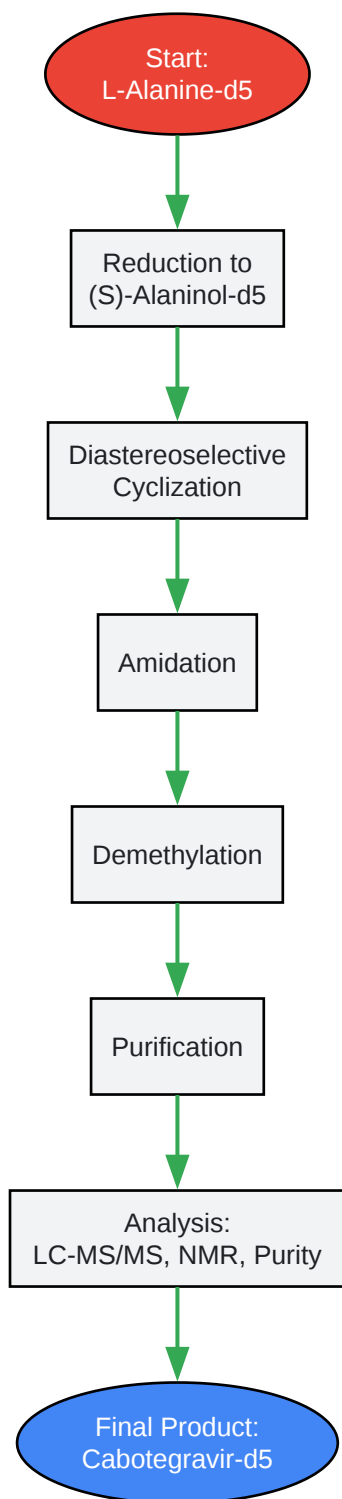 Start:
L-Alanine-d5
Reduction to
(S)-Alaninol-d5
Diastereoselective
Cyclization
Amidation
Demethylation
Purification
Analysis:
LC-MS/MS, NMR, Purity
Final Product:
Cabotegravir-d5